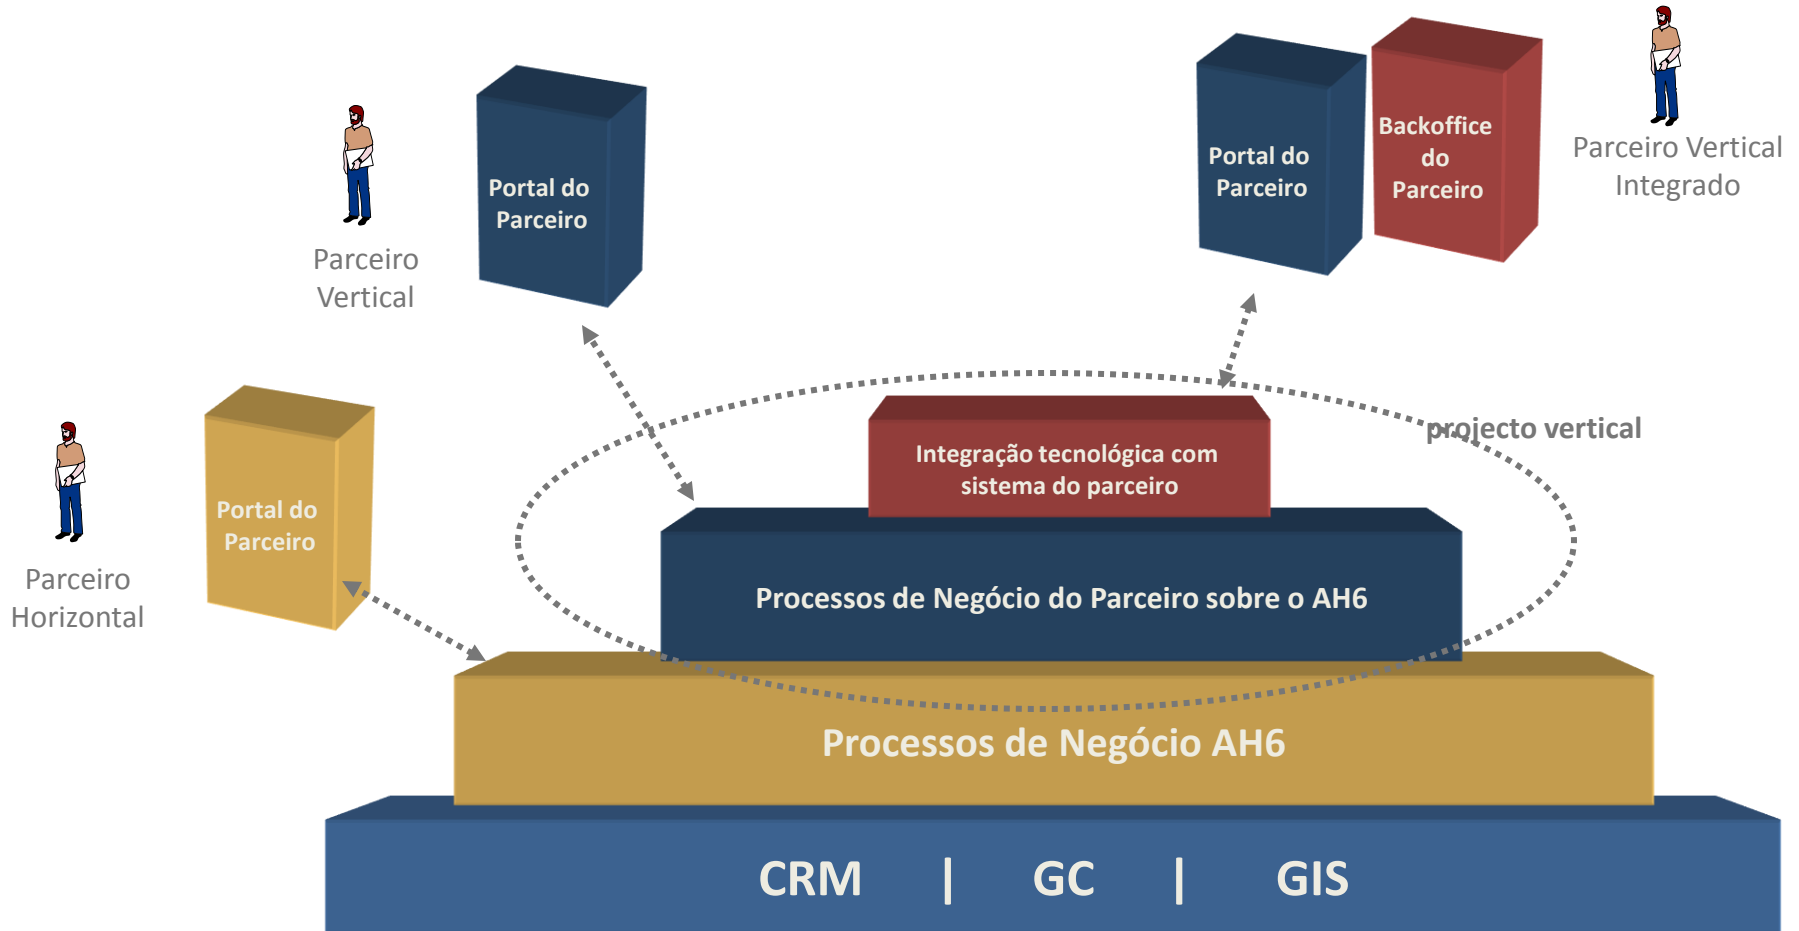 Backoffice
do
Parceiro
Portal do
Parceiro
Parceiro Vertical
Integrado
Portal do
Parceiro
Parceiro
Vertical
projecto vertical
Integração tecnológica com
sistema do parceiro
Portal do
Parceiro
Parceiro
Horizontal
Processos de Negócio do Parceiro sobre o AH6
Processos de Negócio AH6
CRM | GC | GIS